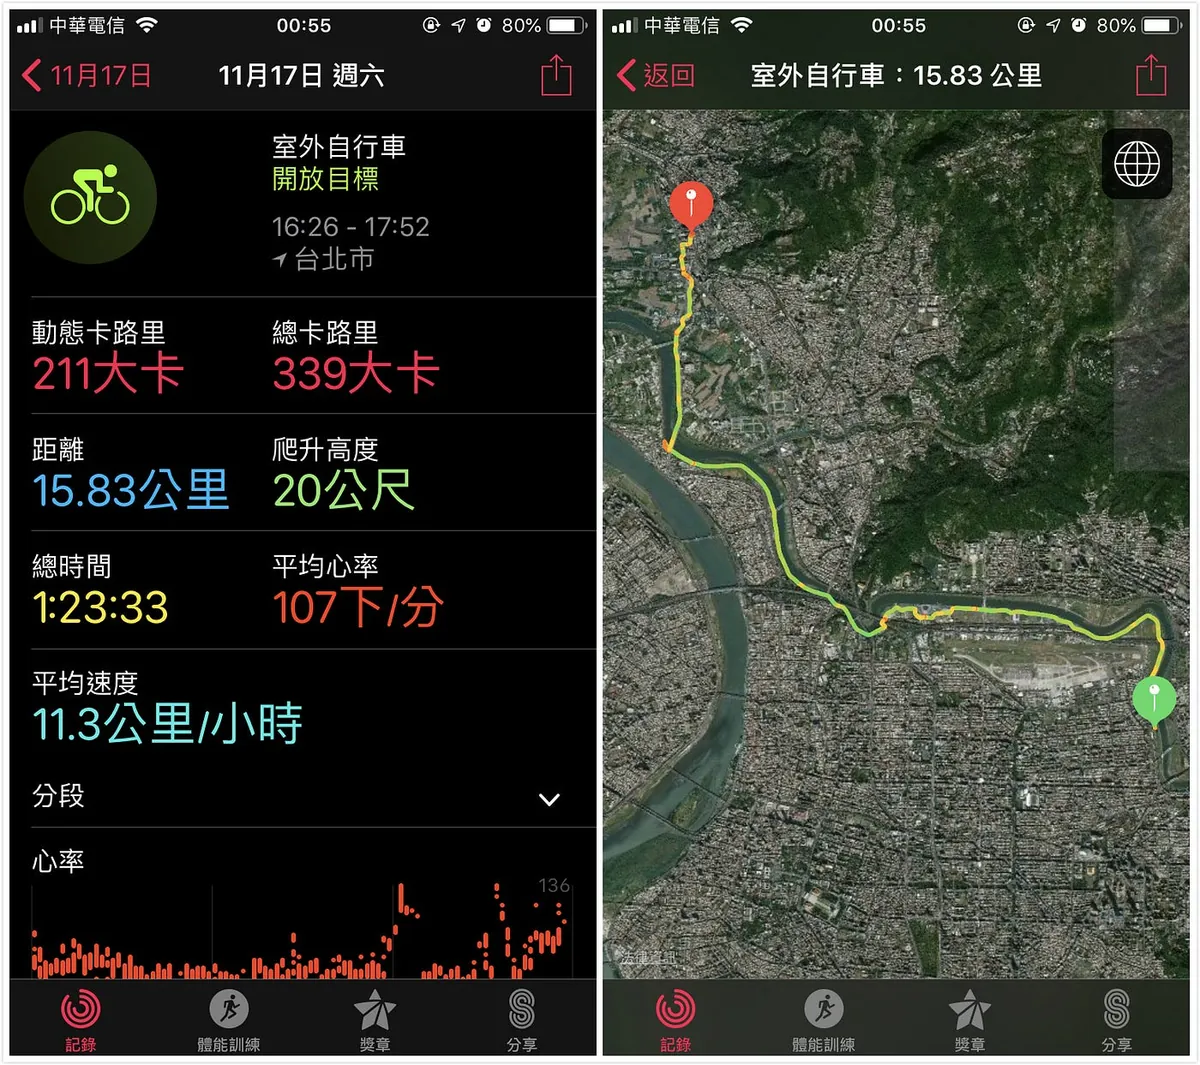 中華電信
00:55
80%
11月17日
11月17日 週六
室外自行車
開放目標
16:26 - 17:52
台北市
動態卡路里
總卡路里
211大卡
339大卡
距離
爬升高度
15.83公里
20公尺
總時間
平均心率
1:23:33
107下/分
平均速度
11.3公里/小時
分段
心率
136
記錄
體能訓練
獎章
分享
中華電信
00:55
80%
返回
室外自行車：15.83 公里
法律資訊
記錄
體能訓練
獎章
分享